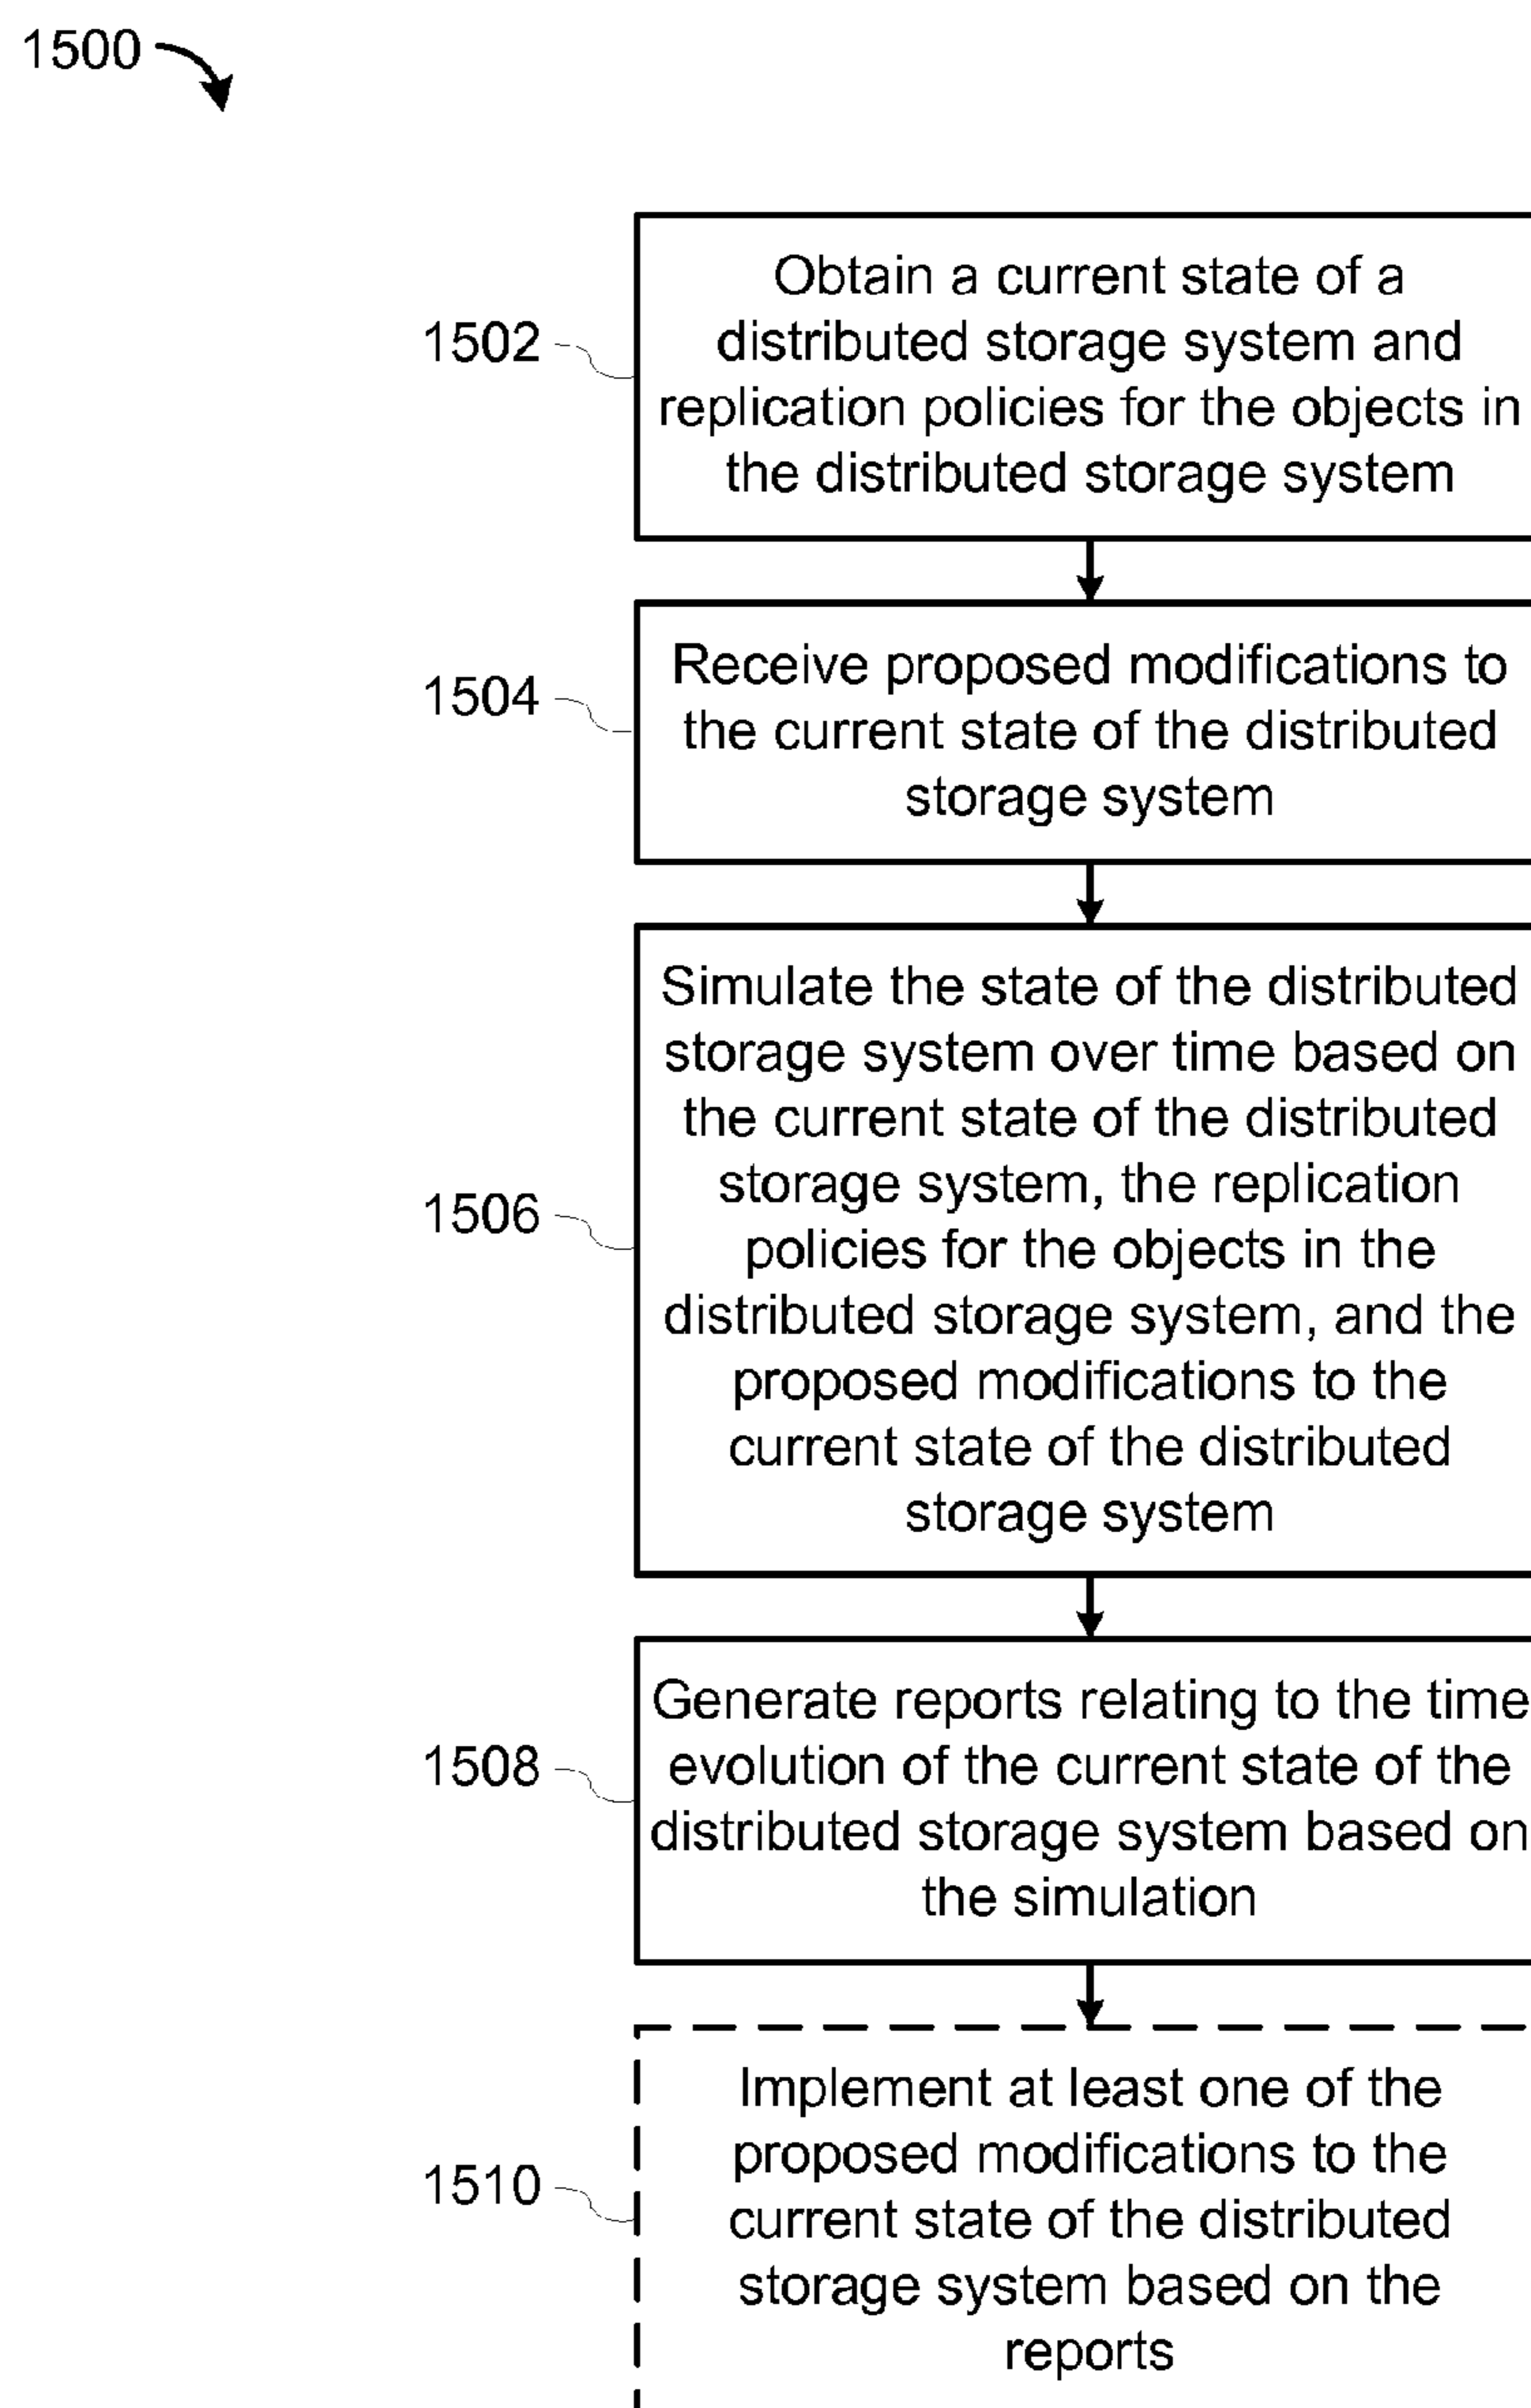 1500
1502
Obtain a current state of a
distributed storage system and
replication policies for the objects in
the distributed storage system
1504
Receive proposed modifications to
the current state of the distributed
storage system
1506
Simulate the state of the distributed
storage system over time based on
the current state of the distributed
storage system, the replication
policies for the objects in the
distributed storage system, and the
proposed modifications to the
current state of the distributed
storage system
1508
Generate reports relating to the time
evolution of the current state of the
distributed storage system based on
the simulation
1510
Implement at least one of the
proposed modifications to the
current state of the distributed
storage system based on the
reports